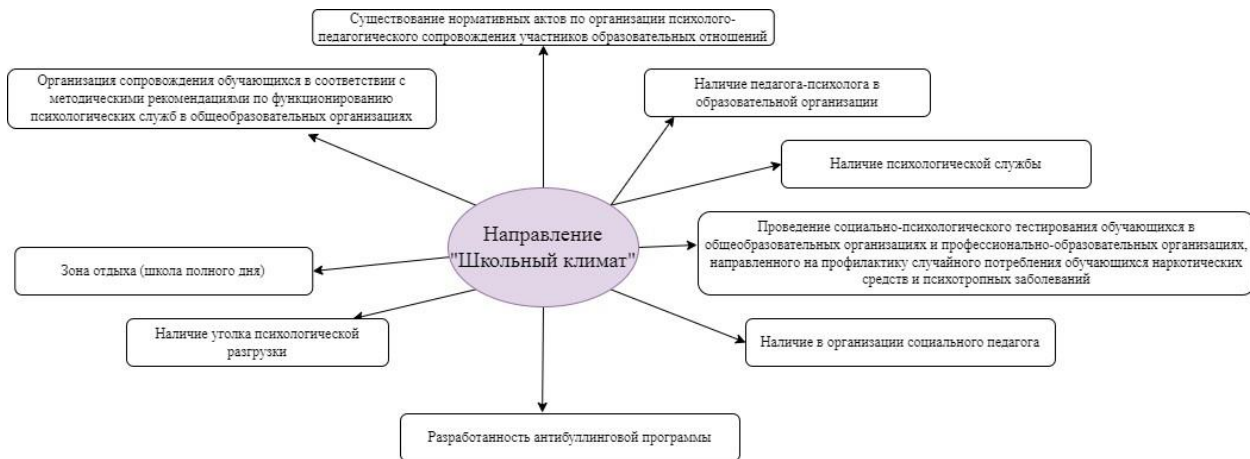 Существование нормативных актов по организации психолого-
педагогического сопровождения участников образовательных отношений
Организация сопровождения обучающихся в соответствии с
методическими рекомендациями по функционированию
психологических служб в общеобразовательных организациях
Наличие педагога-психолога в
образовательной организации
Наличие психологической службы
Направление
"Школьный климат"
Проведение социально-психологического тестирования обучающихся в
общеобразовательных организациях и профессионально-образовательных организациях,
направленного на профилактику случайного потребления обучающихся наркотических
средств и психотропных заболеваний
Зона отдыха (школа полного дня)
Наличие уголка психологической
разгрузки
Наличие в организации социального педагога
Разработанность антибуллинговой программы